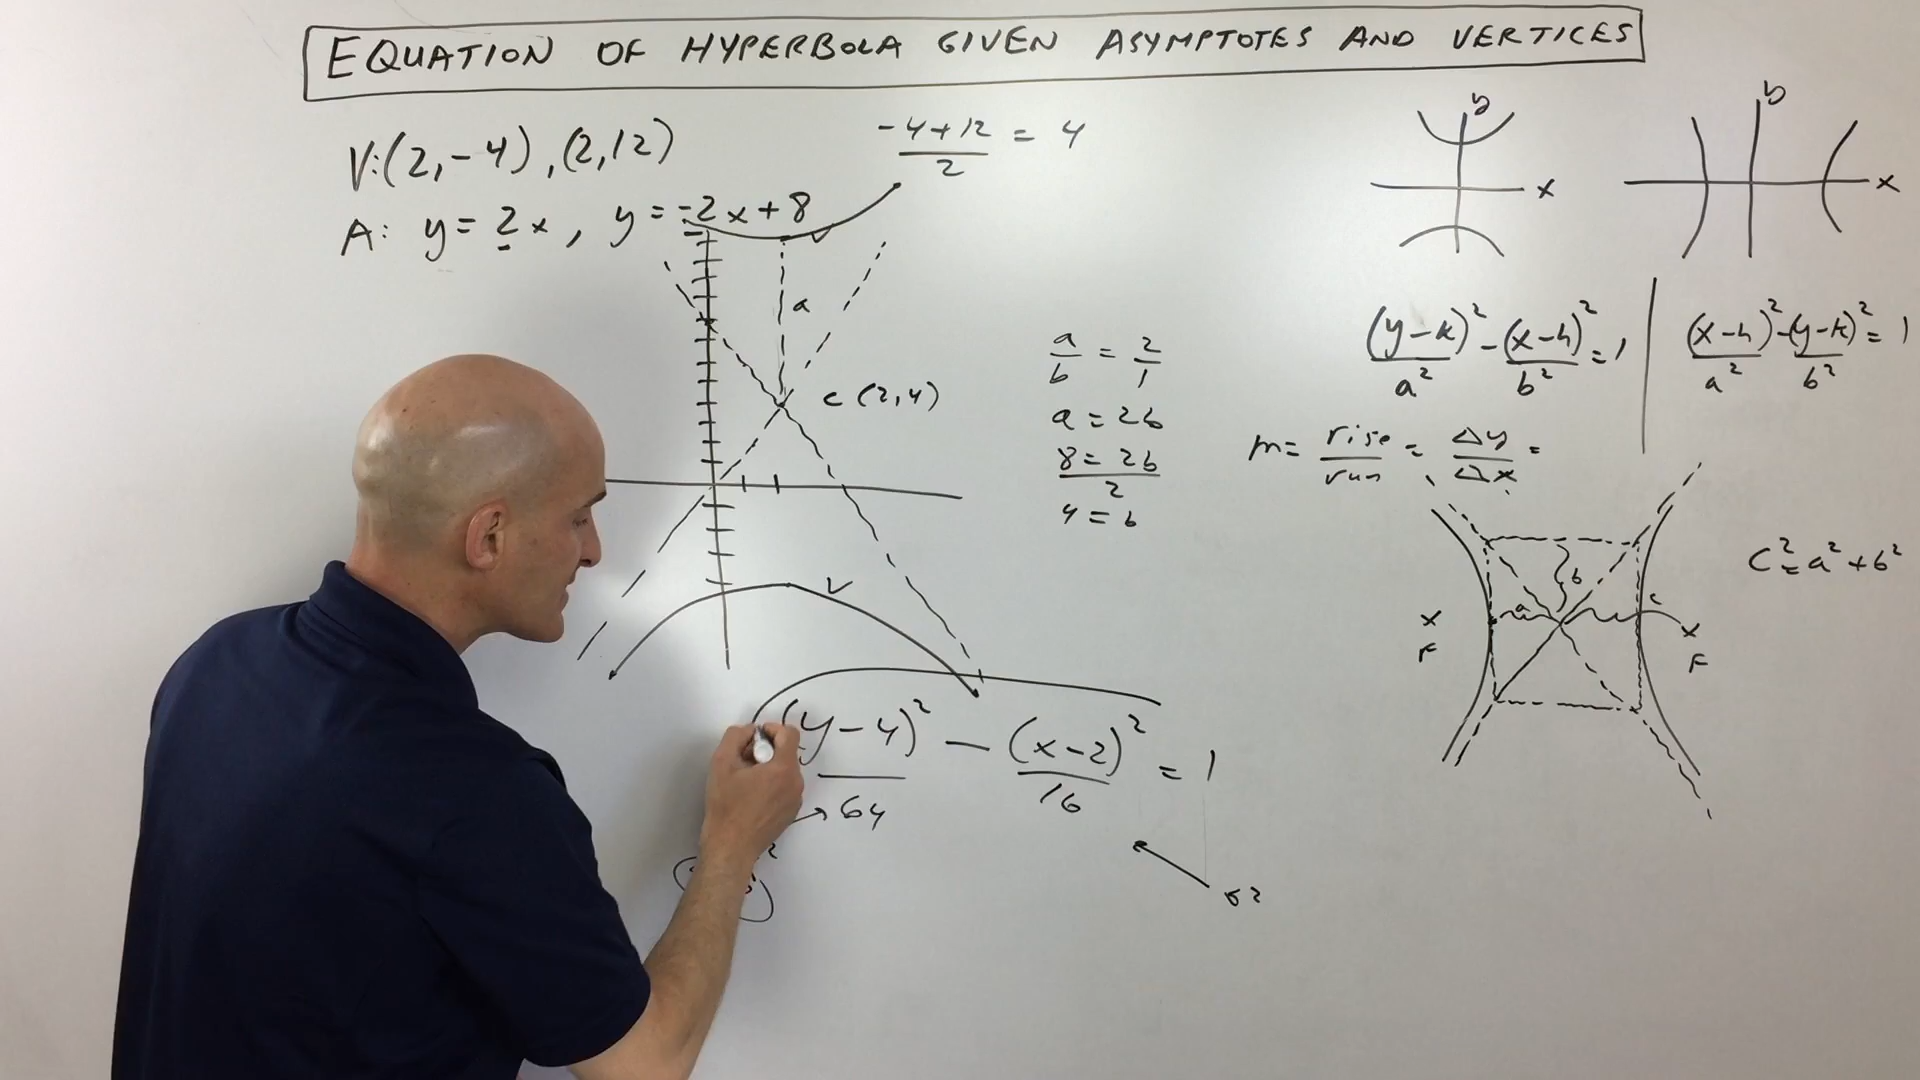 EQUATION OF HYPERBOLA GIVEN ASYMPTOTES AND VERTICES
V:(2,-4),(2,12)
A: y=2x, y=-2x+8
(-4+12)/2 = 4
a
c (2,4)
V
V
a/b = 2/1
a=2b
8=2b
2
4=b
(y-4)²/64 - (x-2)²/16 = 1
b²
y
x
y
x
(y-k)²/a² - (x-h)²/b² = 1
(x-h)²/a² - (y-k)²/b² = 1
m= rise/run = Δy/Δx =
b
a
c
x
F
x
F
c²=a²+b²